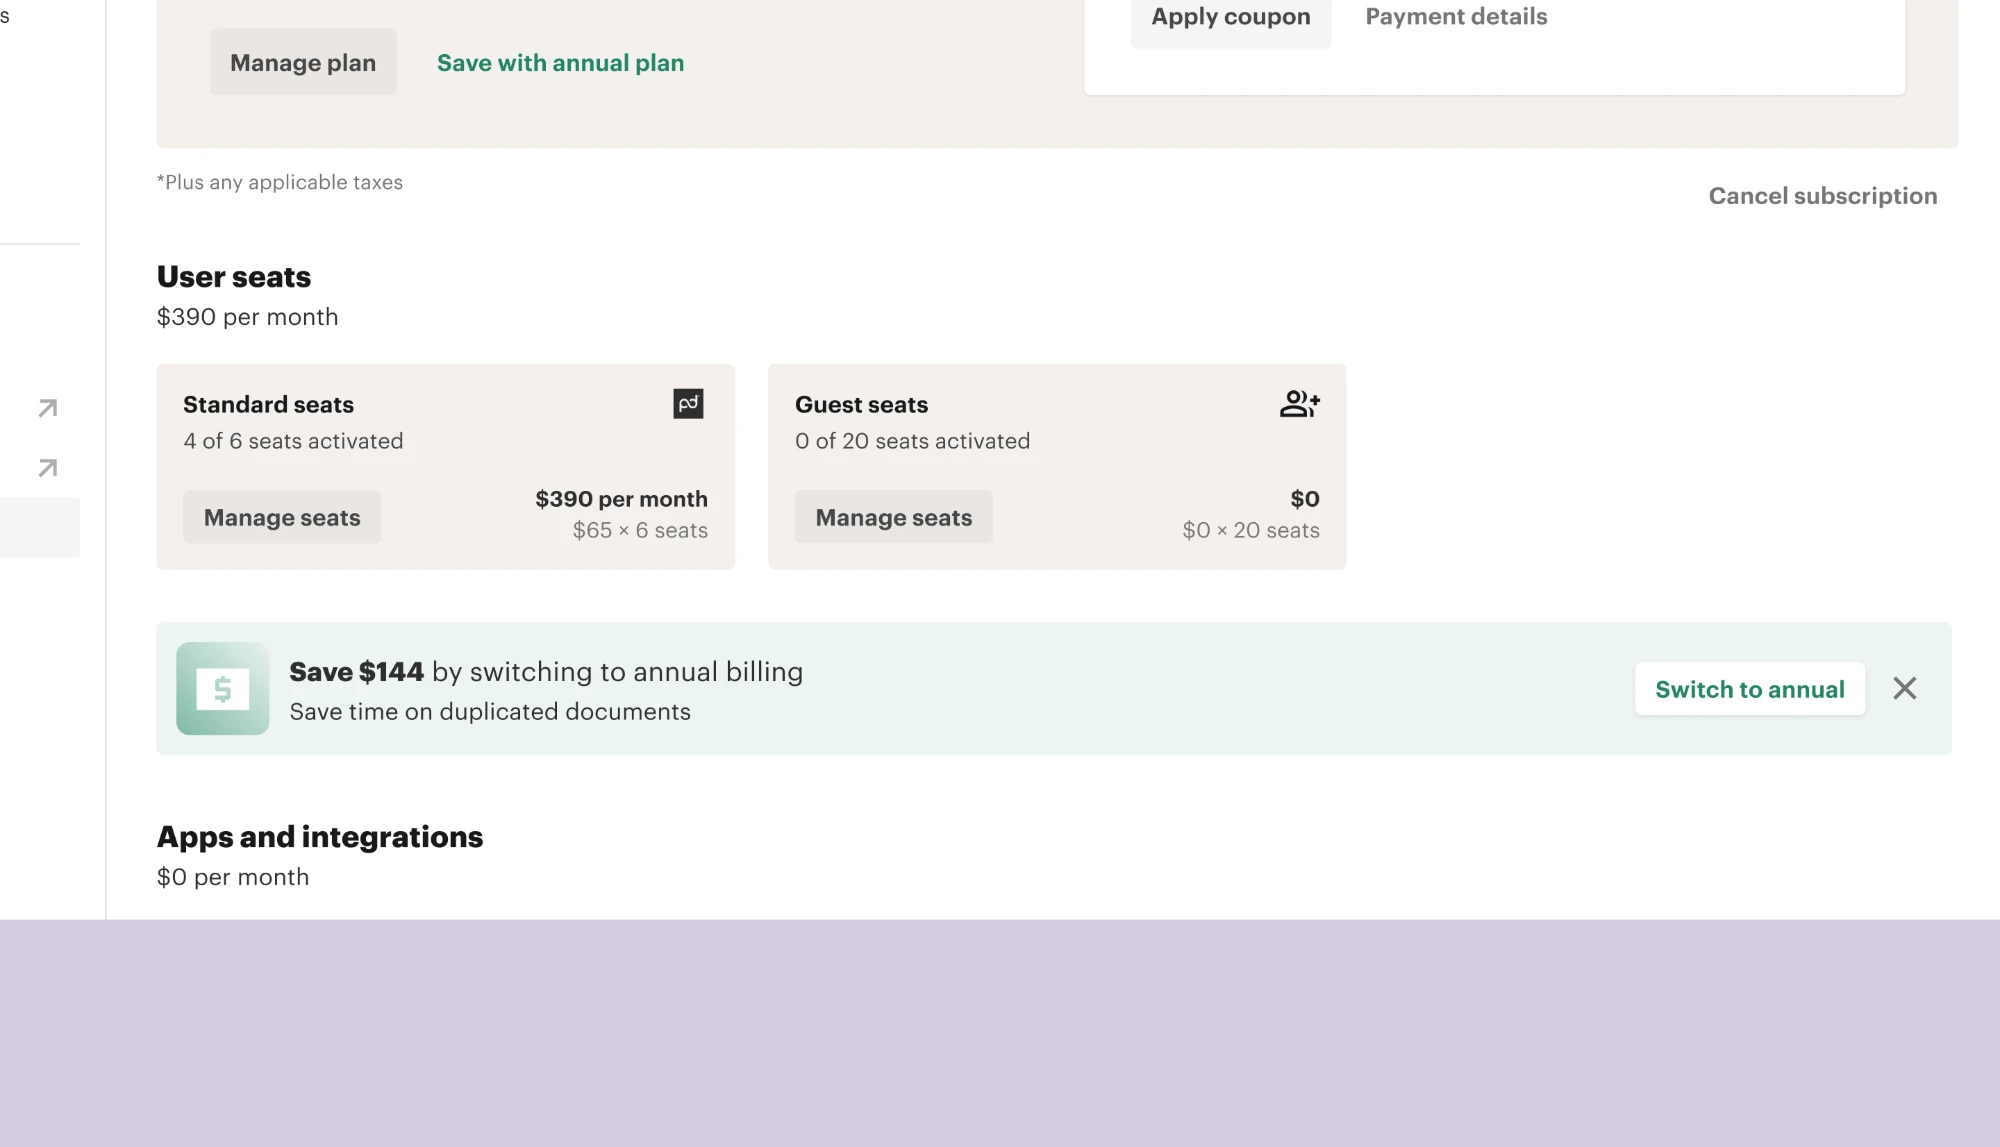 s
Apply coupon
Payment details
Manage plan
Save with annual plan
*Plus any applicable taxes
Cancel subscription
User seats
$390 per month
Standard seats
pd
4 of 6 seats activated
Manage seats
$390 per month
$65 × 6 seats
Guest seats
0 of 20 seats activated
Manage seats
$0
$0 × 20 seats
$
Save $144 by switching to annual billing
Save time on duplicated documents
Switch to annual
Apps and integrations
$0 per month